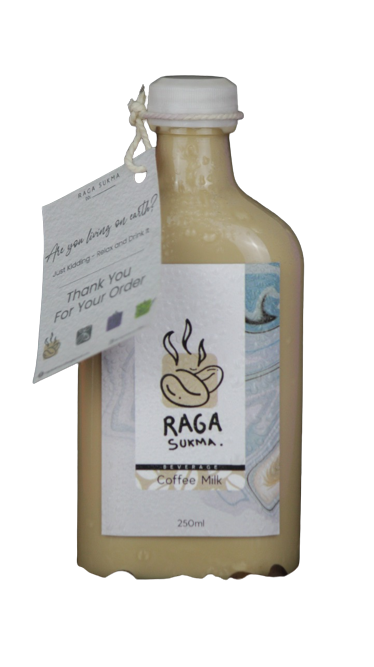 RAGA SUKMA
Are you living on earth?
Just Kidding - Relax and Drink It
Thank You
For Your Order
RAGA
SUKMA.
BEVERAGE
Coffee Milk
250ml